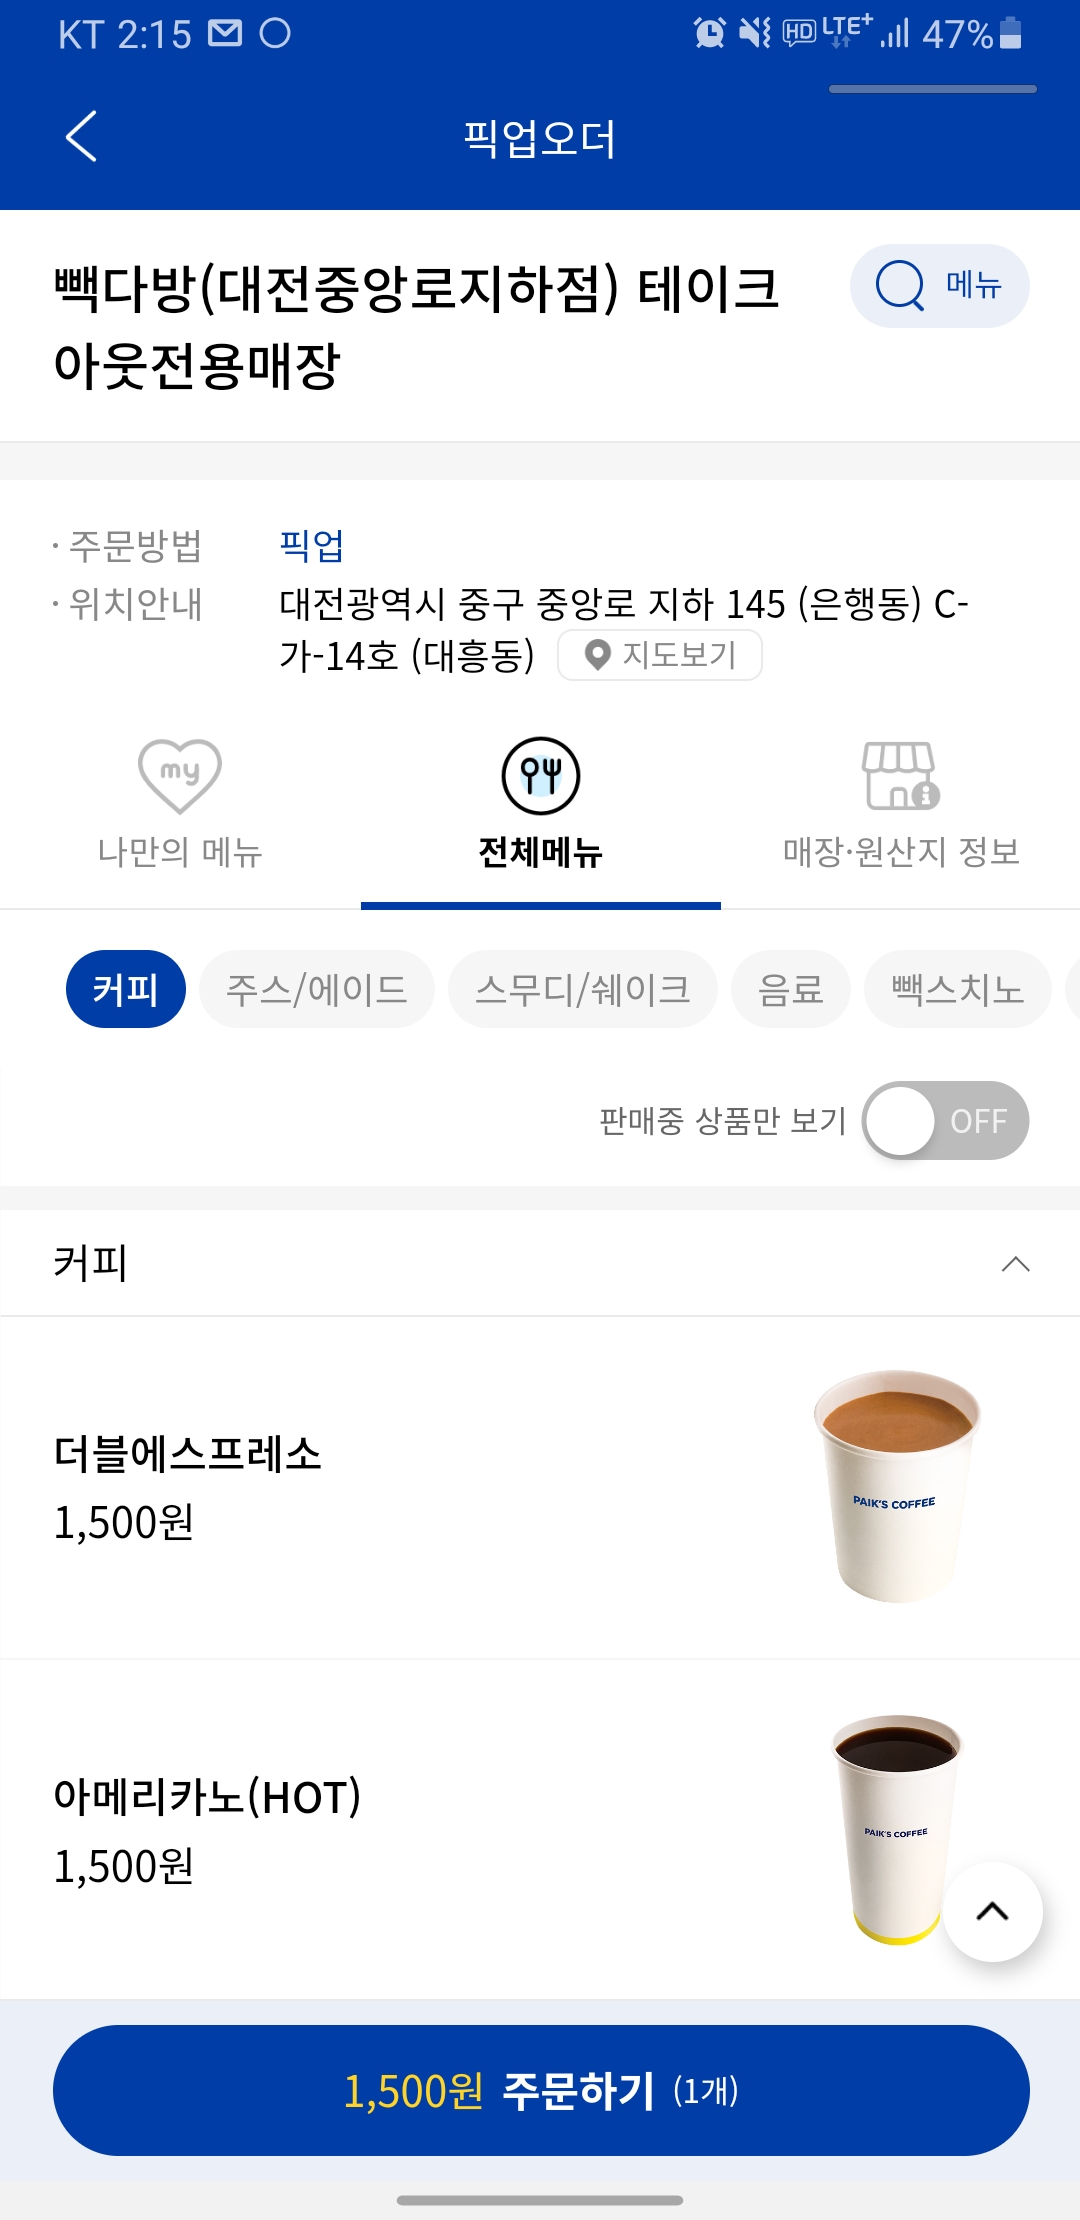 KT 2:15
HD LTE+ 47%
픽업오더
빽다방(대전중앙로지하점) 테이크
아웃전용매장
메뉴
· 주문방법 픽업
· 위치안내 대전광역시 중구 중앙로 지하 145 (은행동) C-
가-14호 (대흥동) 지도보기
my
나만의 메뉴 전체메뉴 매장·원산지 정보
커피 주스/에이드 스무디/쉐이크 음료 빽스치노
판매중 상품만 보기 OFF
커피
더블에스프레소
1,500원
PAIK'S COFFEE
아메리카노(HOT)
1,500원
PAIK'S COFFEE
1,500원 주문하기 (1개)